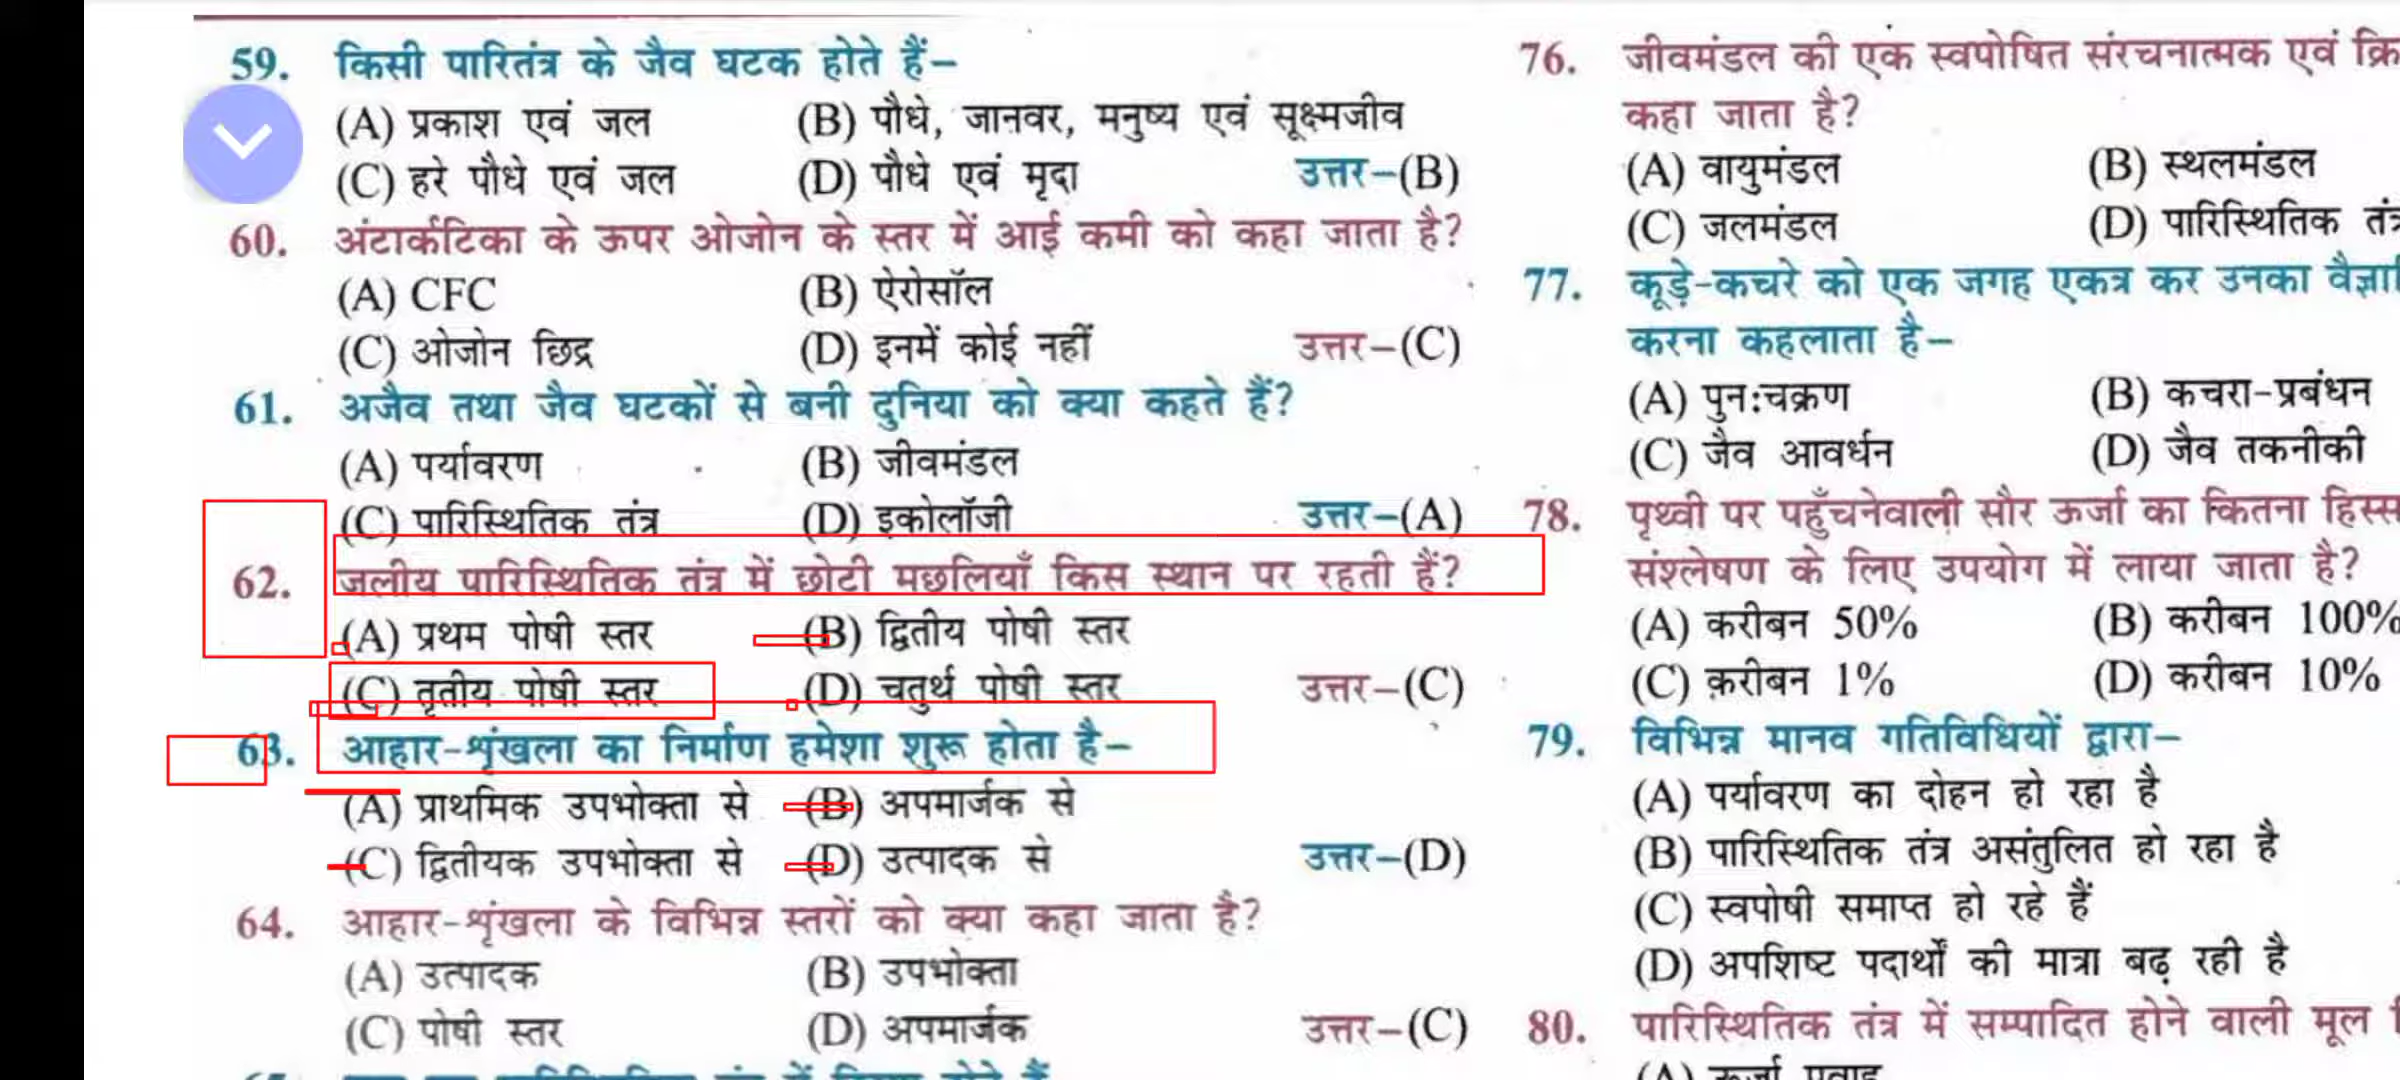 59. किसी पारितंत्र के जैव घटक होते हैं–
(A) प्रकाश एवं जल (B) पौधे, जानवर, मनुष्य एवं सूक्ष्मजीव
(C) हरे पौधे एवं जल (D) पौधे एवं मृदा उत्तर–(B)
60. अंटार्कटिका के ऊपर ओजोन के स्तर में आई कमी को कहा जाता है?
(A) CFC (B) ऐरोसॉल
(C) ओजोन छिद्र (D) इनमें कोई नहीं उत्तर–(C)
61. अजैव तथा जैव घटकों से बनी दुनिया को क्या कहते हैं?
(A) पर्यावरण (B) जीवमंडल
(C) पारिस्थितिक तंत्र (D) इकोलॉजी उत्तर–(A)
62. जलीय पारिस्थितिक तंत्र में छोटी मछलियाँ किस स्थान पर रहती हैं?
(A) प्रथम पोषी स्तर (B) द्वितीय पोषी स्तर
(C) तृतीय पोषी स्तर (D) चतुर्थ पोषी स्तर उत्तर–(C)
63. आहार-शृंखला का निर्माण हमेशा शुरू होता है–
(A) प्राथमिक उपभोक्ता से (B) अपमार्जक से
(C) द्वितीयक उपभोक्ता से (D) उत्पादक से उत्तर–(D)
64. आहार-शृंखला के विभिन्न स्तरों को क्या कहा जाता है?
(A) उत्पादक (B) उपभोक्ता
(C) पोषी स्तर (D) अपमार्जक उत्तर–(C)
76. जीवमंडल की एक स्वपोषित संरचनात्मक एवं क्रि
कहा जाता है?
(A) वायुमंडल (B) स्थलमंडल
(C) जलमंडल (D) पारिस्थितिक तंत्र
77. कूड़े-कचरे को एक जगह एकत्र कर उनका वैज्ञा
करना कहलाता है–
(A) पुन:चक्रण (B) कचरा-प्रबंधन
(C) जैव आवर्धन (D) जैव तकनीकी
78. पृथ्वी पर पहुँचनेवाली सौर ऊर्जा का कितना हिस्स
संश्लेषण के लिए उपयोग में लाया जाता है?
(A) करीबन 50% (B) करीबन 100%
(C) क़रीबन 1% (D) करीबन 10%
79. विभिन्न मानव गतिविधियों द्वारा–
(A) पर्यावरण का दोहन हो रहा है
(B) पारिस्थितिक तंत्र असंतुलित हो रहा है
(C) स्वपोषी समाप्त हो रहे हैं
(D) अपशिष्ट पदार्थों की मात्रा बढ़ रही है
80. पारिस्थितिक तंत्र में सम्पादित होने वाली मूल
(A) ऊर्जा प्रवाह